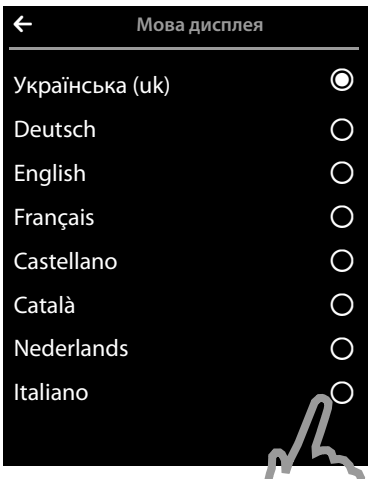 Мова дисплея
Українська (uk)
Deutsch
English
Français
Castellano
Català
Nederlands
Italiano